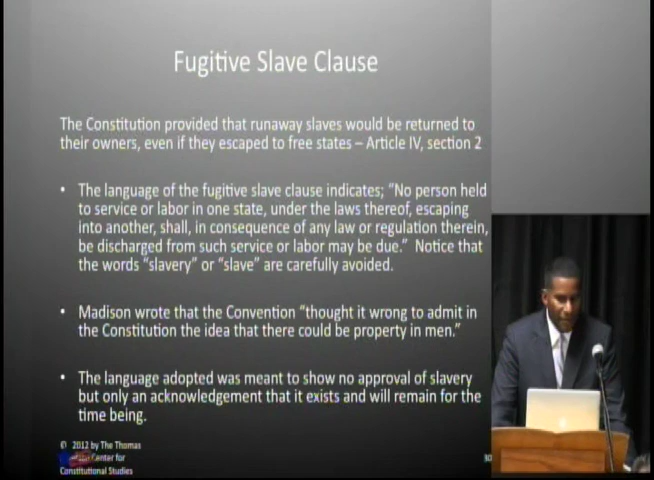 Fugitive Slave Clause
The Constitution provided that runaway slaves would be returned to
their owners, even if they escaped to free states – Article IV, section 2
• The language of the fugitive slave clause indicates; “No person held
to service or labor in one state, under the laws thereof, escaping
into another, shall, in consequence of any law or regulation therein,
be discharged from such service or labor may be due.” Notice that
the words “slavery” or “slave” are carefully avoided.
• Madison wrote that the Convention “thought it wrong to admit in
the Constitution the idea that there could be property in men.”
• The language adopted was meant to show no approval of slavery
but only an acknowledgement that it exists and will remain for the
time being.
© 2012 by The Thomas
Center for
Constitutional Studies
30